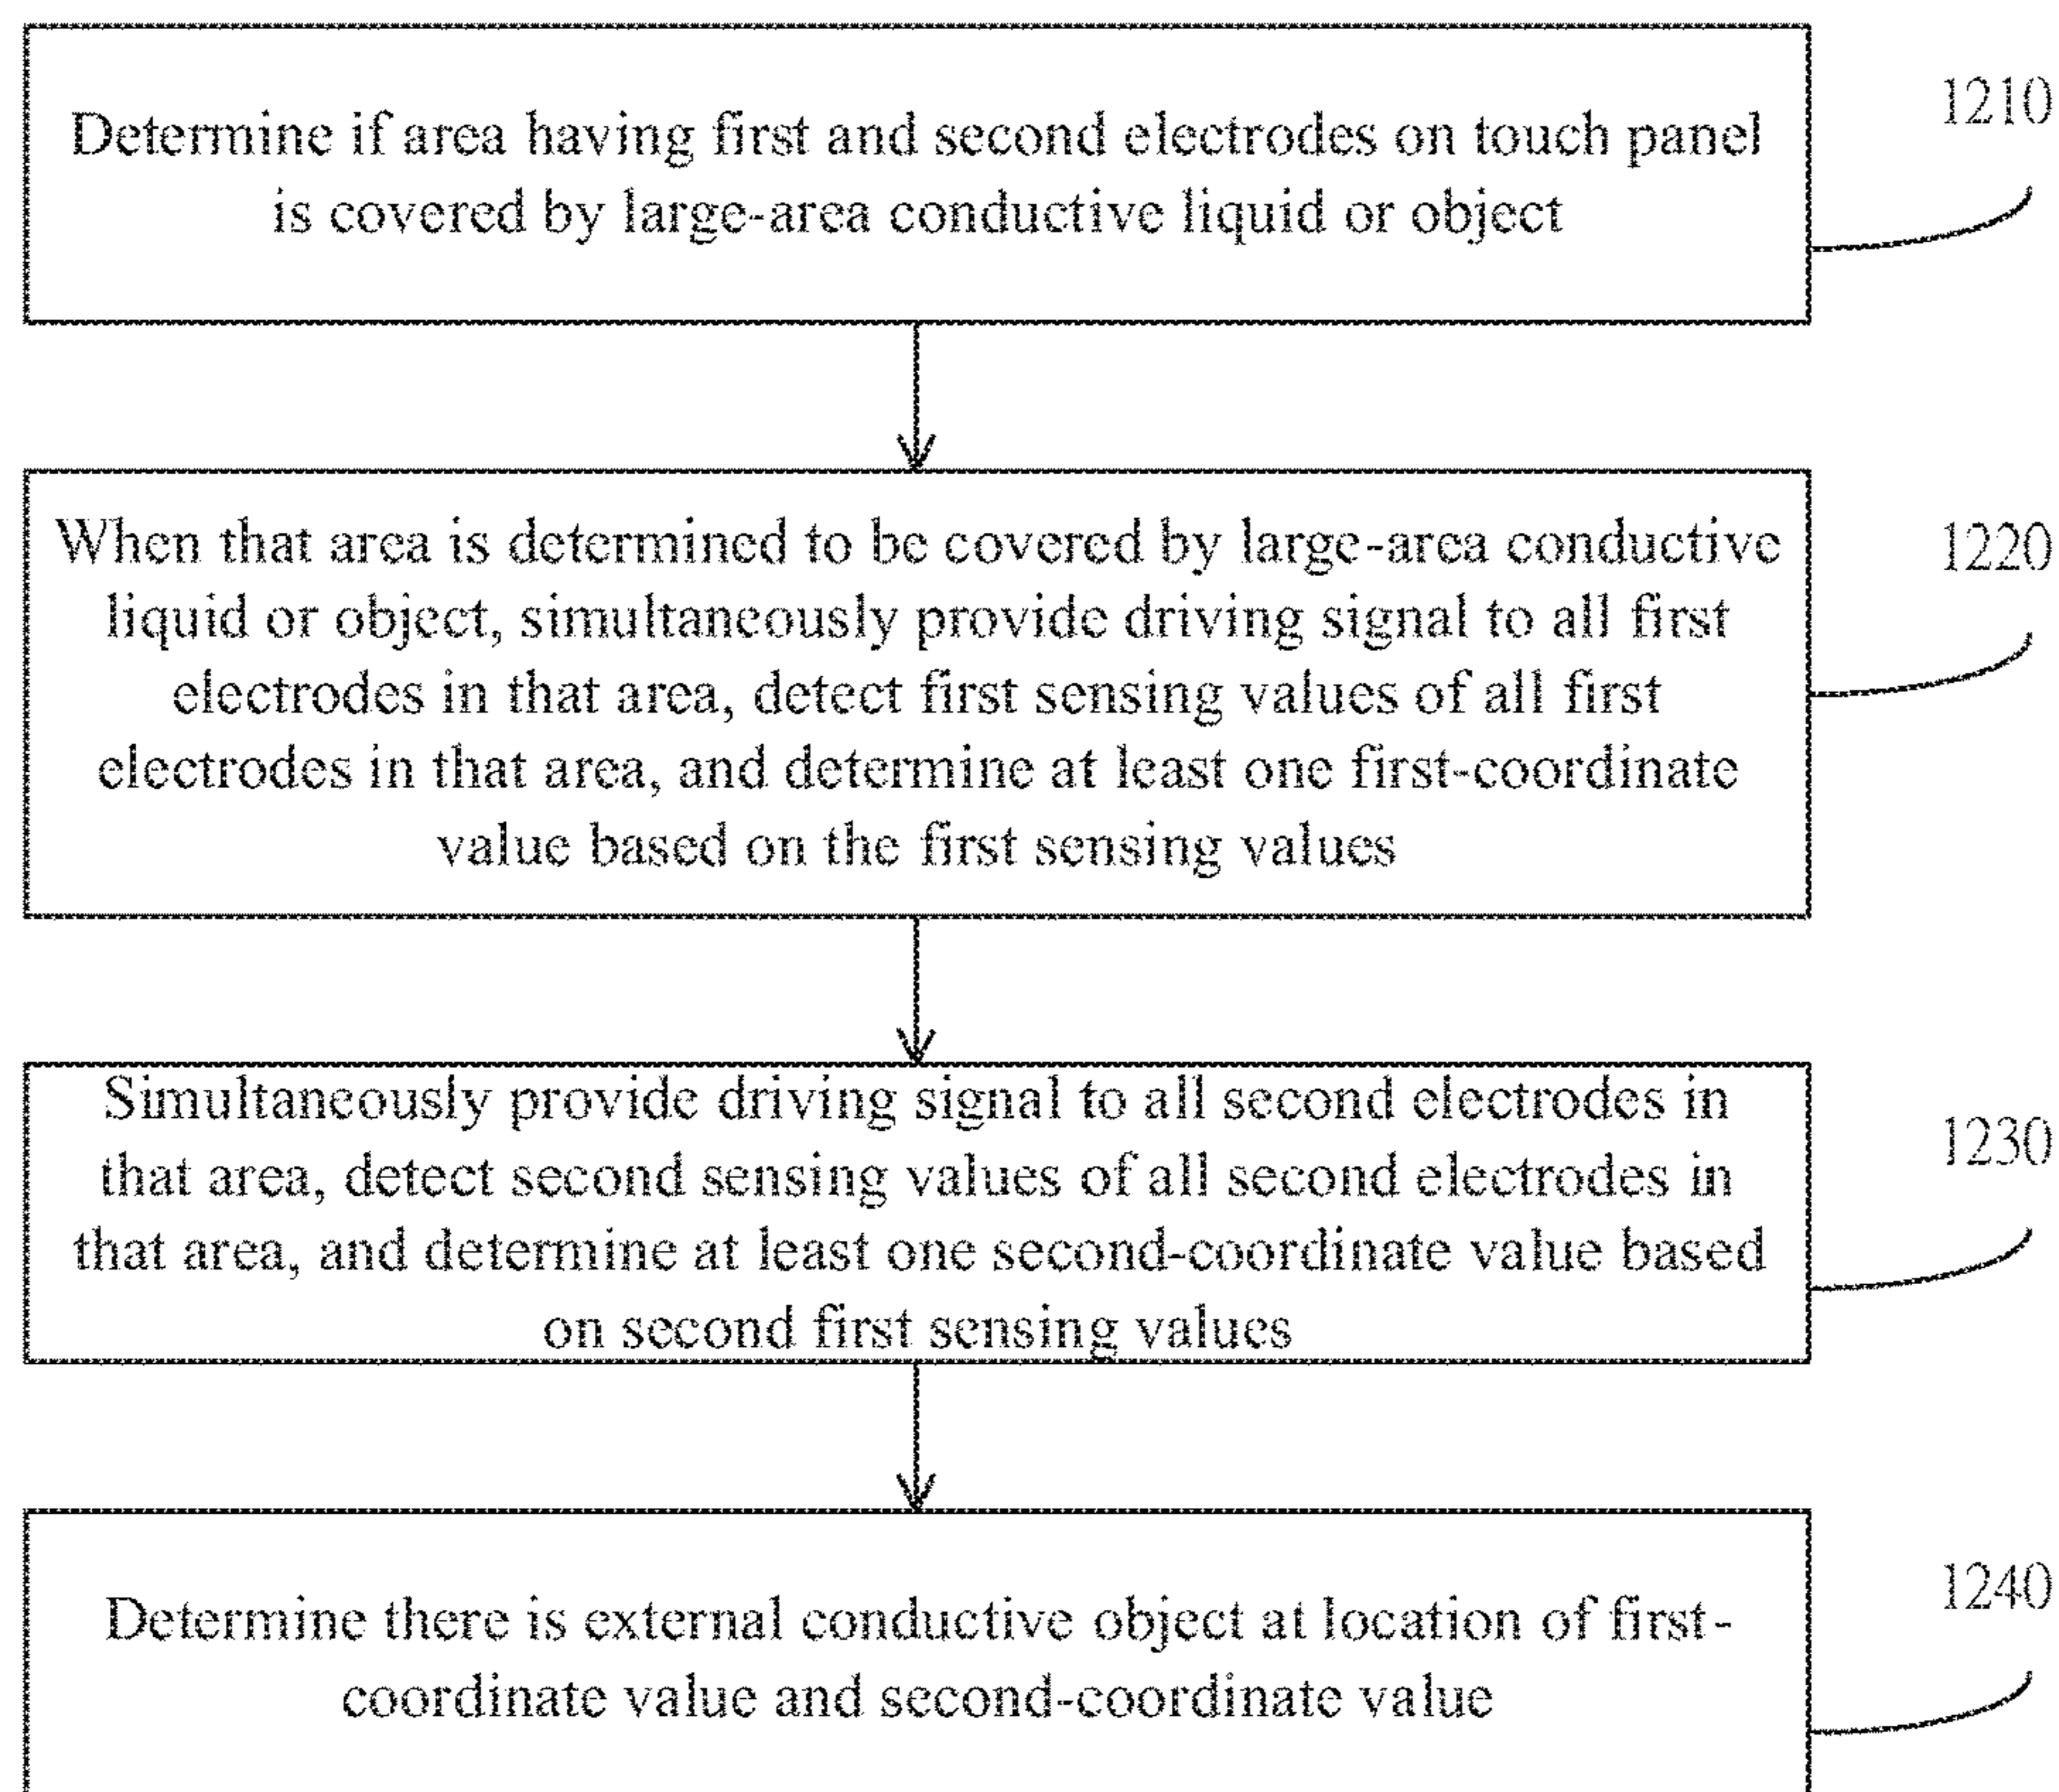 Determine if area having first and second electrodes on touch panel
is covered by large-area conductive liquid or object
1210
When that area is determined to be covered by large-area conductive
liquid or object, simultaneously provide driving signal to all first
electrodes in that area, detect first sensing values of all first
electrodes in that area, and determine at least one first-coordinate
value based on the first sensing values
1220
Simultaneously provide driving signal to all second electrodes in
that area, detect second sensing values of all second electrodes in
that area, and determine at least one second-coordinate value based
on second first sensing values
1230
Determine there is external conductive object at location of first-
coordinate value and second-coordinate value
1240